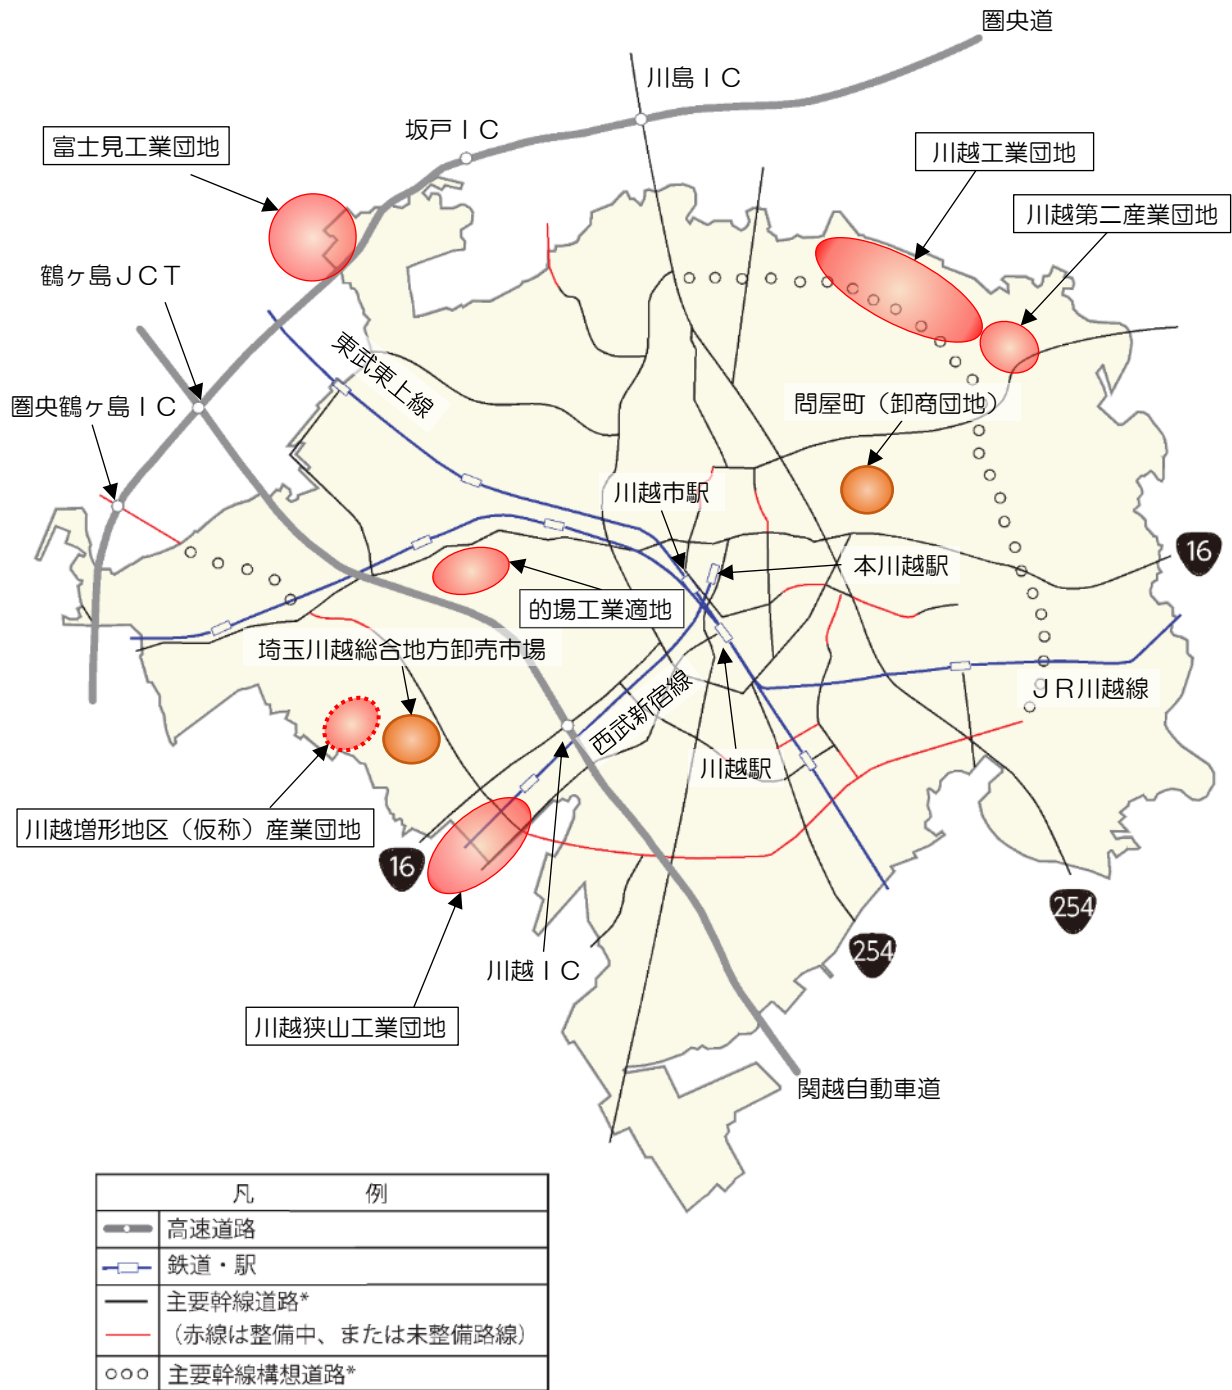 圏央道
川島ＩＣ
坂戸ＩＣ
富士見工業団地
川越工業団地
川越第二産業団地
鶴ヶ島ＪＣＴ
東武東上線
圏央鶴ヶ島ＩＣ
問屋町（卸商団地）
川越市駅
16
本川越駅
的場工業適地
埼玉川越総合地方卸売市場
西武新宿線
ＪＲ川越線
川越駅
川越増形地区（仮称）産業団地
16
254
254
川越ＩＣ
川越狭山工業団地
関越自動車道
凡　例
高速道路
鉄道・駅
主要幹線道路*
（赤線は整備中、または未整備路線）
主要幹線構想道路*